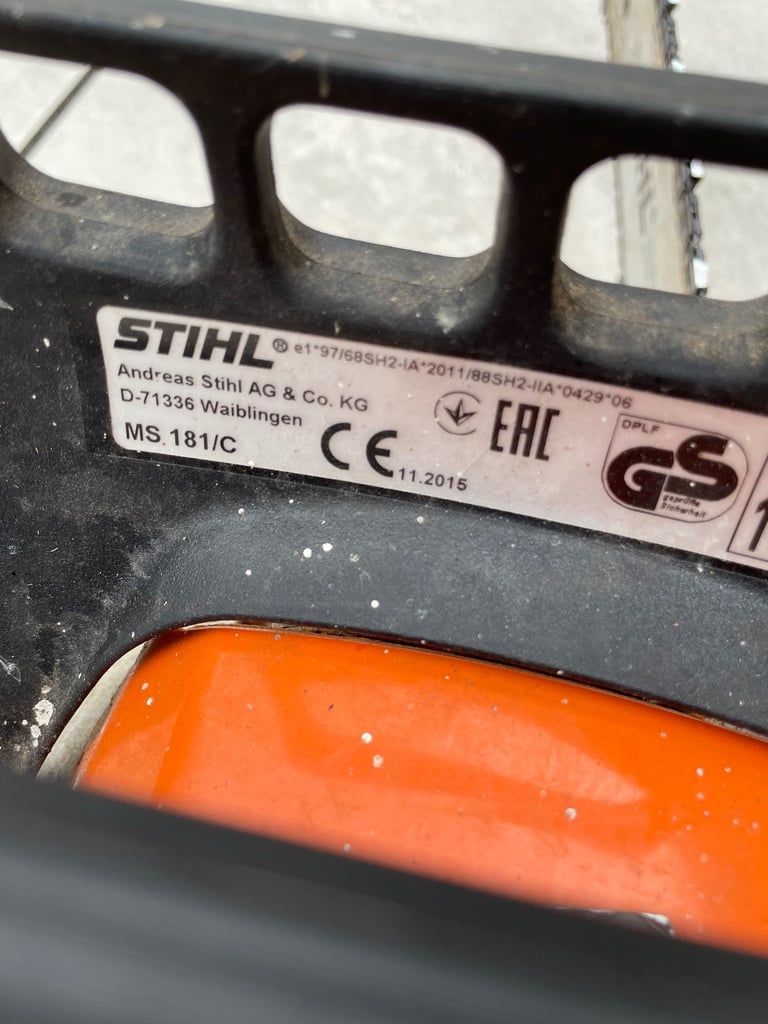 STIHL® e1*97/68SH2-IA*2011/88SH2-IIA*0429*06
Andreas Stihl AG & Co. KG
D-71336 Waiblingen
MS 181/C
CE 11.2015
EAC
DPLF
GS
geprüfte
Sicherheit
1